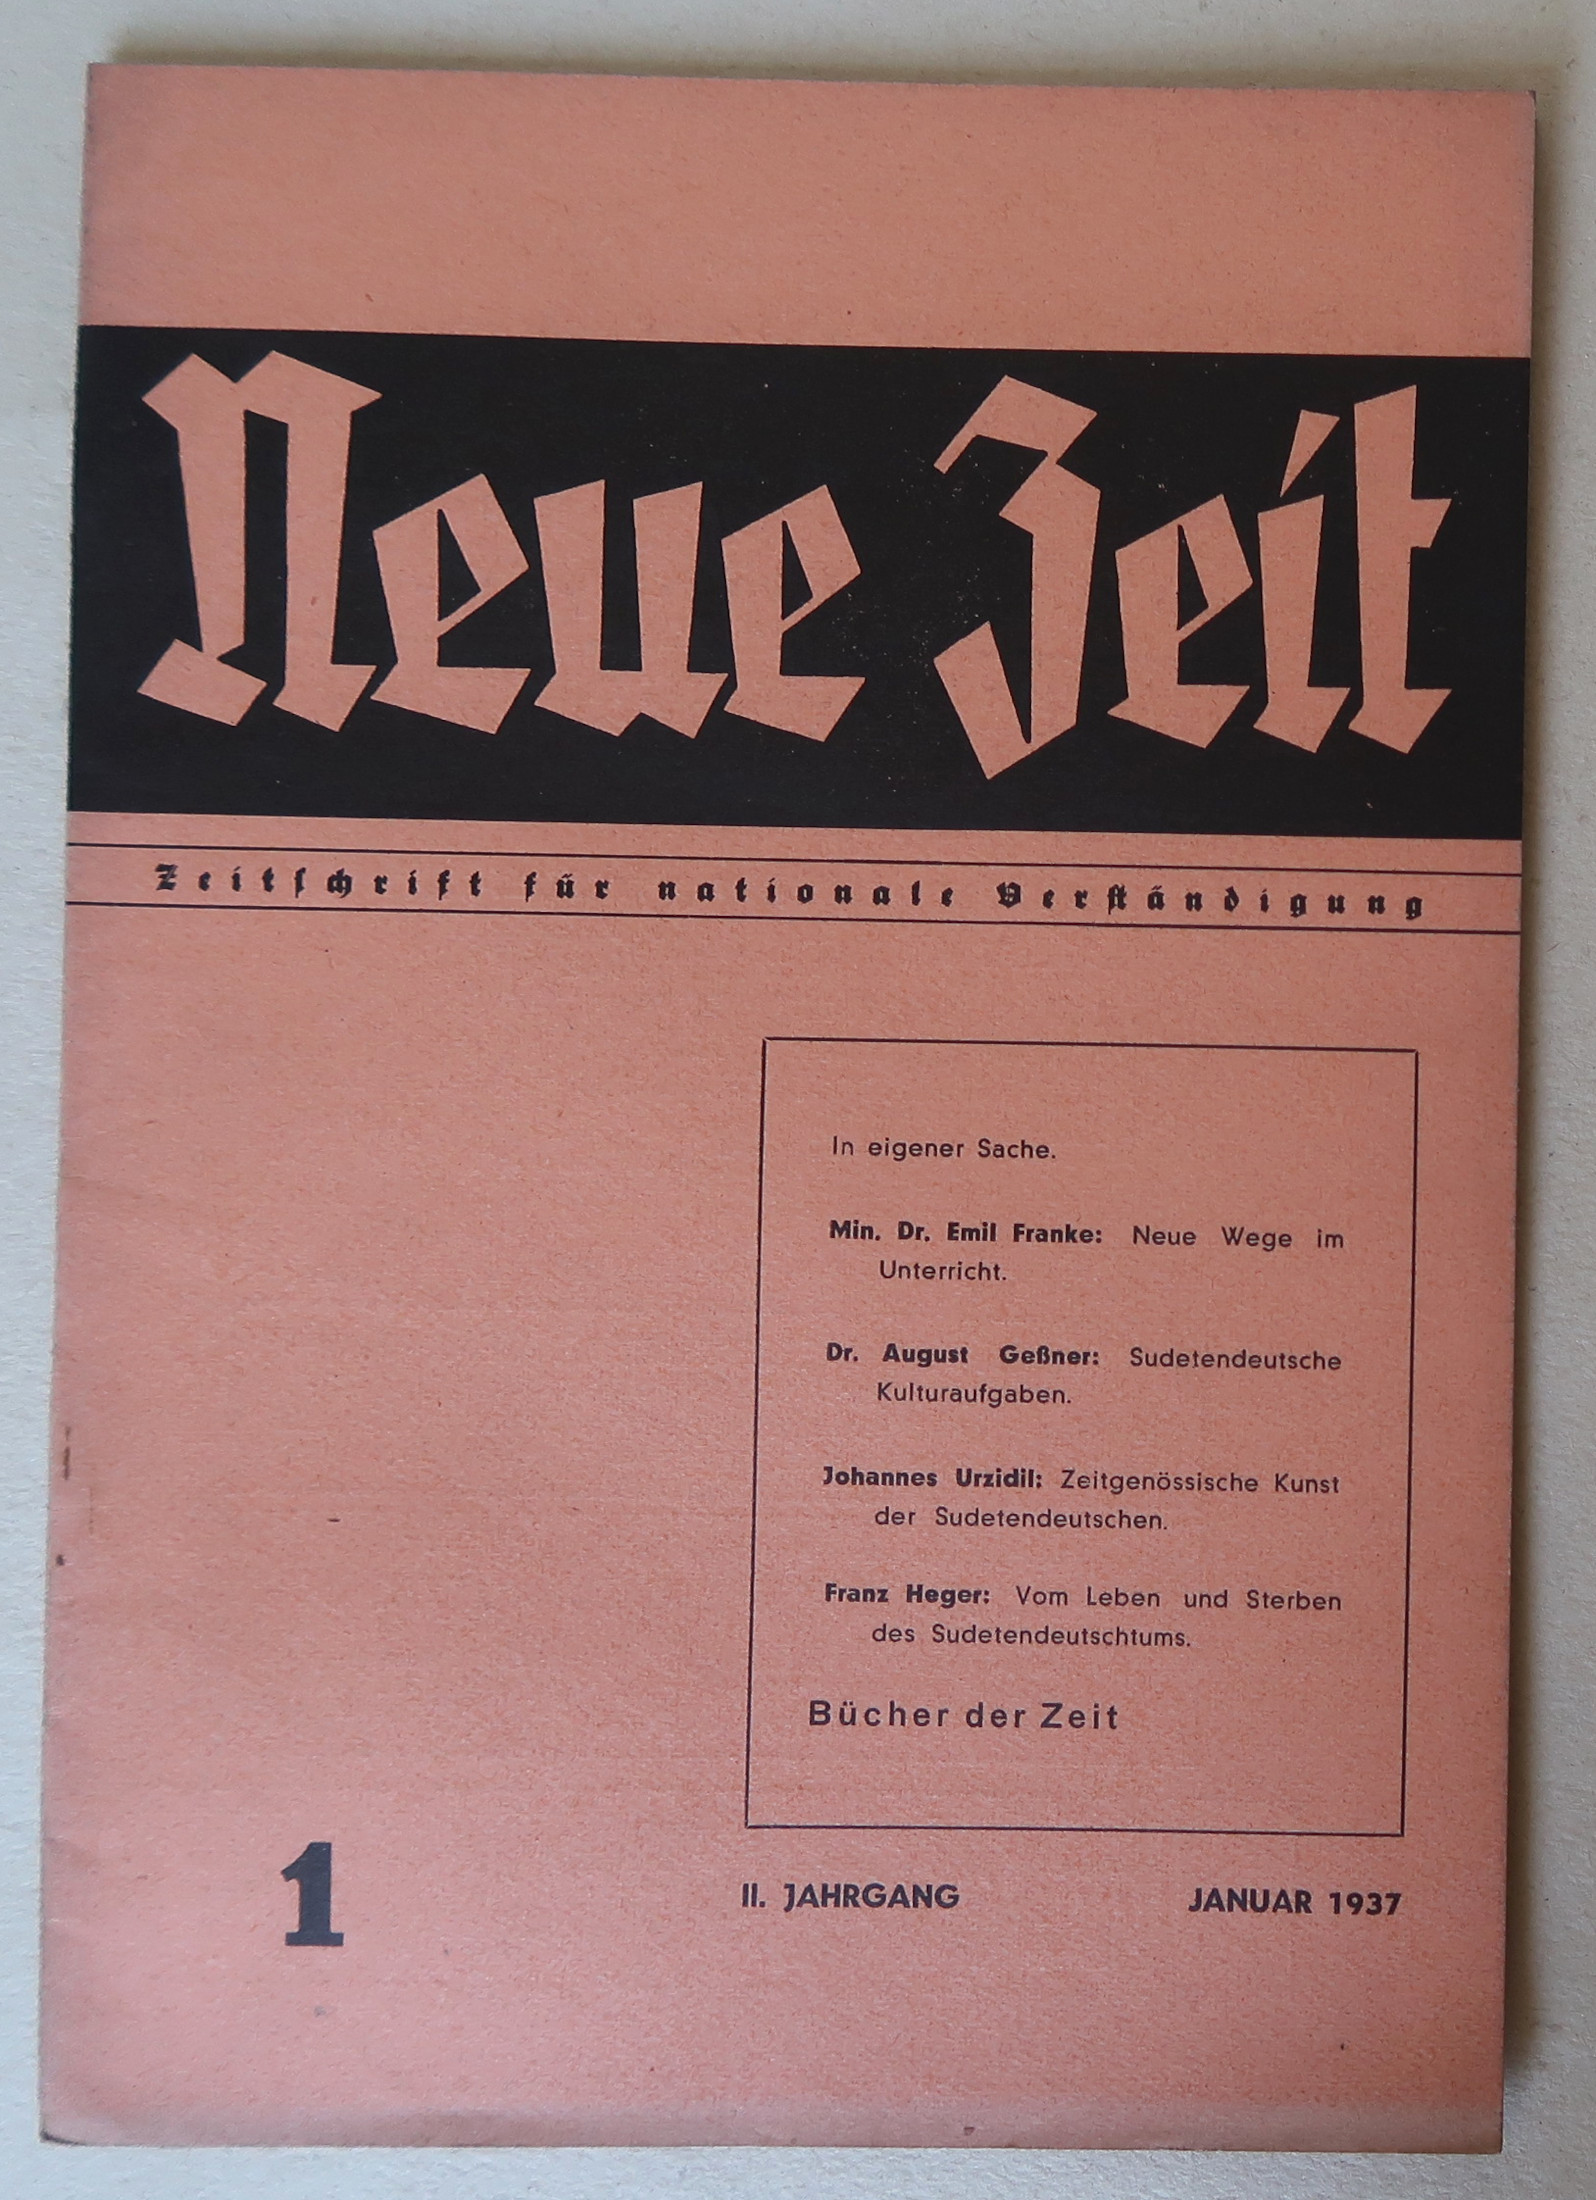 Neue Zeit
Zeitschrift für nationale Verständigung
In eigener Sache.
Min. Dr. Emil Franke: Neue Wege im
Unterricht.
Dr. August Geßner: Sudetendeutsche
Kulturaufgaben.
Johannes Urzidil: Zeitgenössische Kunst
der Sudetendeutschen.
Franz Heger: Vom Leben und Sterben
des Sudetendeutschtums.
Bücher der Zeit
1
II. JAHRGANG JANUAR 1937